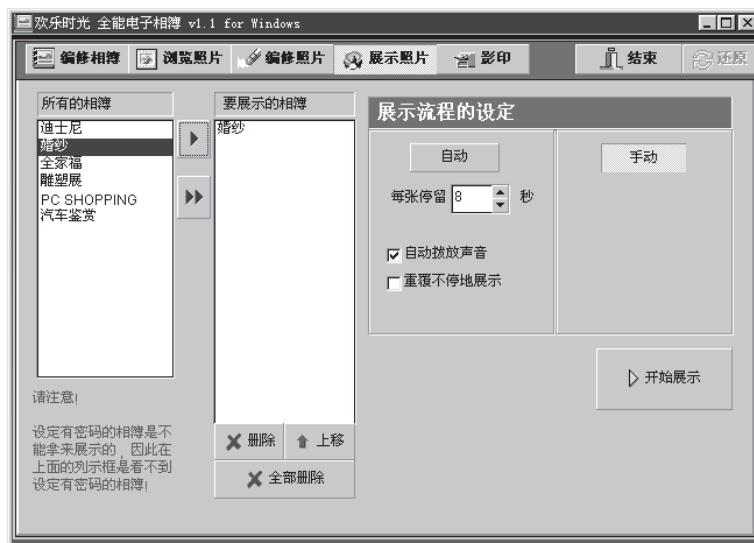 欢乐时光 全能电子相簿 v1.1 for Windows
编修相簿 浏览照片 编修照片 展示照片 影印 结束 还原
所有的相簿
迪士尼
婚纱
全家福
雕塑展
PC SHOPPING
汽车鉴赏
要展示的相簿
婚纱
展示流程的设定
自动
手动
每张停留 8 秒
自动拨放声音
重覆不停地展示
开始展示
请注意!
设定有密码的相簿是不
能拿来展示的,因此在
上面的列示框是看不到
设定有密码的相簿!
删除 上移
全部删除